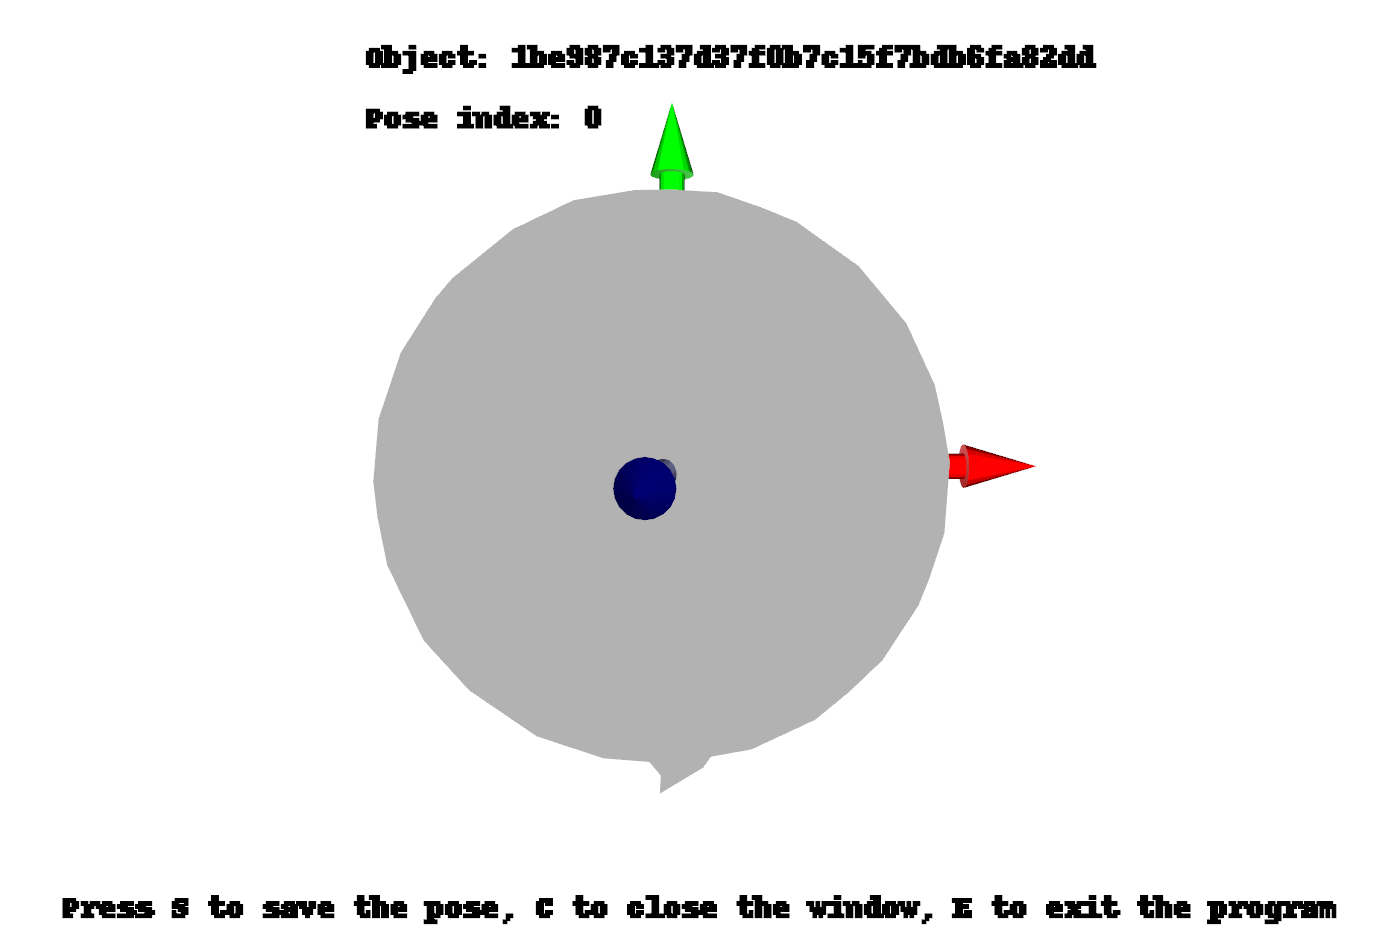 Object: 1be987c137d37f0b7c15f7bdb6fa82dd
Pose index: 0
Press S to save the pose, C to close the window, E to exit the program